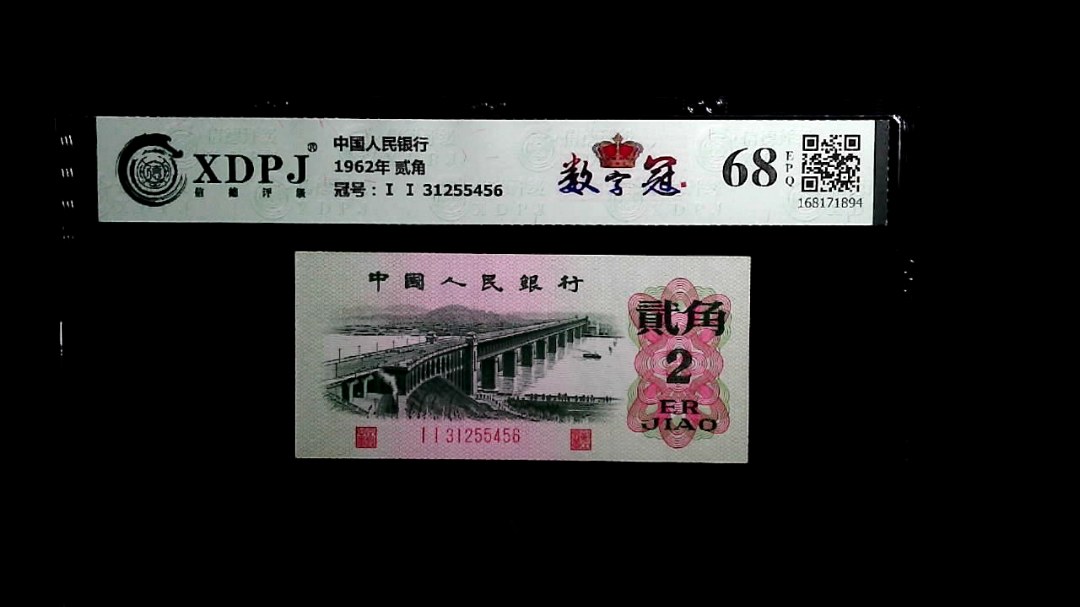 XDPJ®
信德评级
中国人民银行
1962年 贰角
冠号：I I 31255456
数字冠
68
EPQ
168171894
中國人民銀行
貳角
2
ER
JIAO
I I 31255456